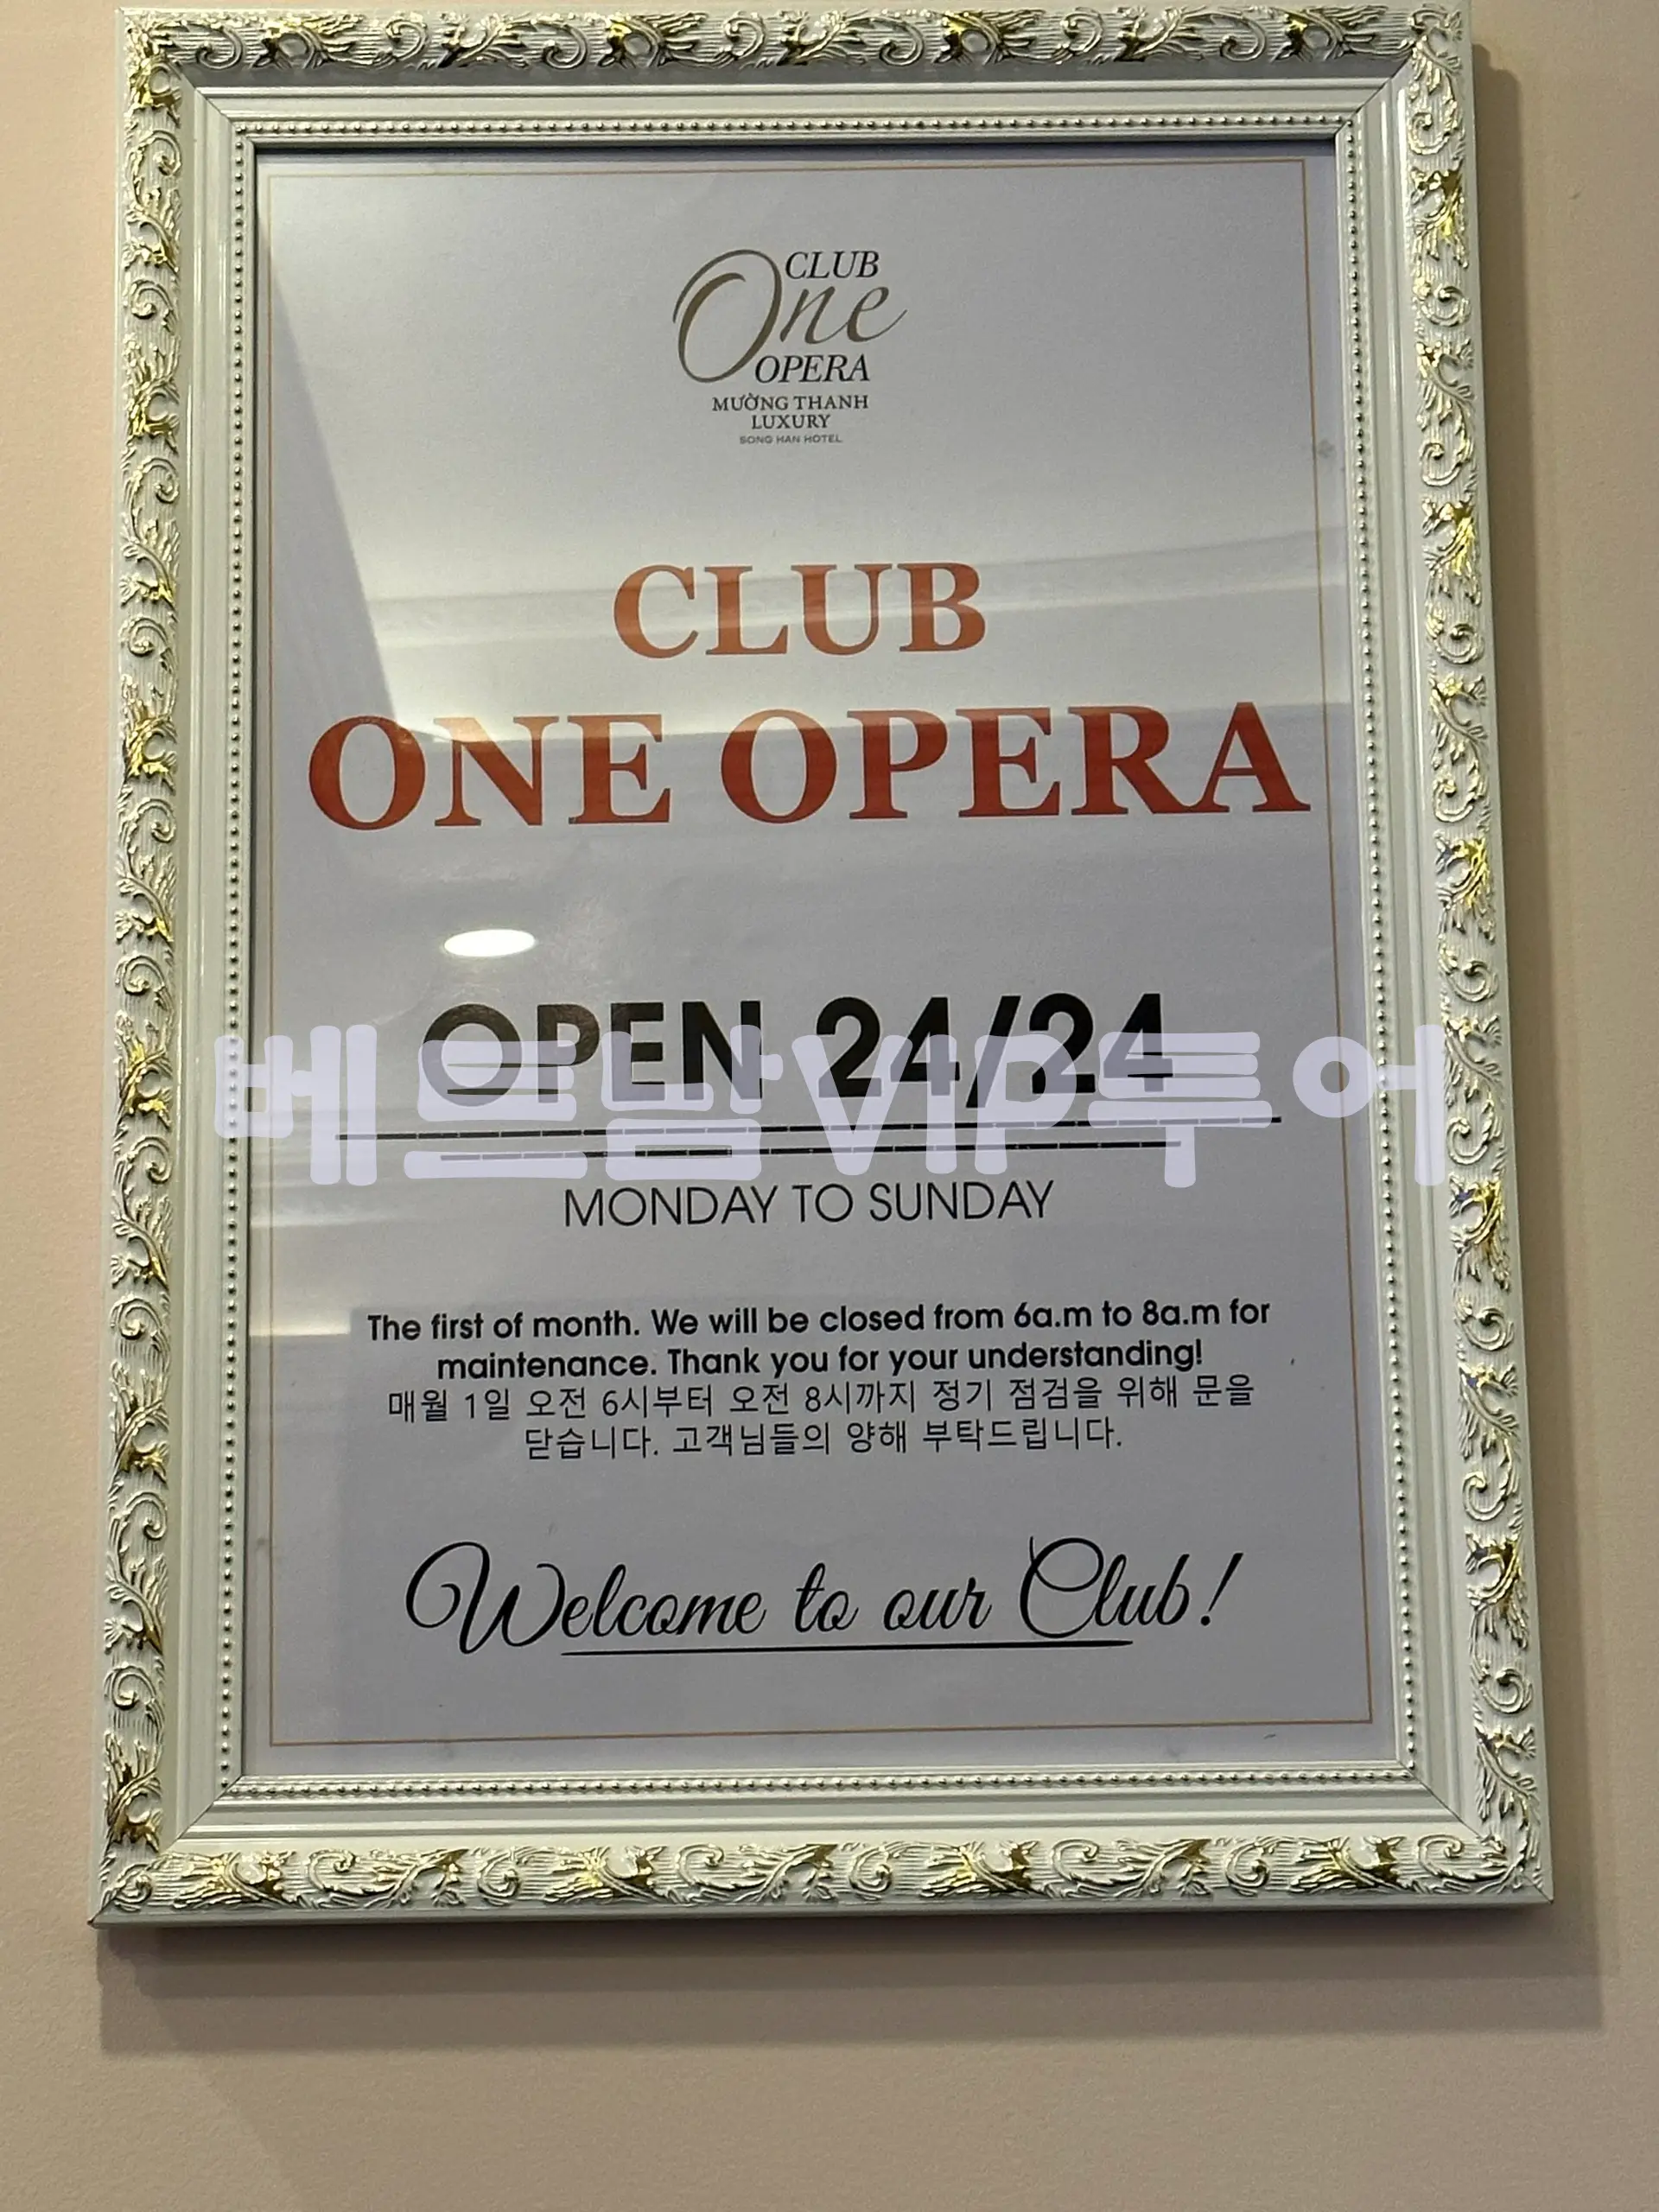 CLUB
One
OPERA
MƯỜNG THANH
LUXURY
SONG HAN HOTEL
CLUB
ONE OPERA
OPEN 24/24
베트남VIP투어
MONDAY TO SUNDAY
The first of month. We will be closed from 6a.m to 8a.m for
maintenance. Thank you for your understanding!
매월 1일 오전 6시부터 오전 8시까지 정기 점검을 위해 문을
닫습니다. 고객님들의 양해 부탁드립니다.
Welcome to our Club!